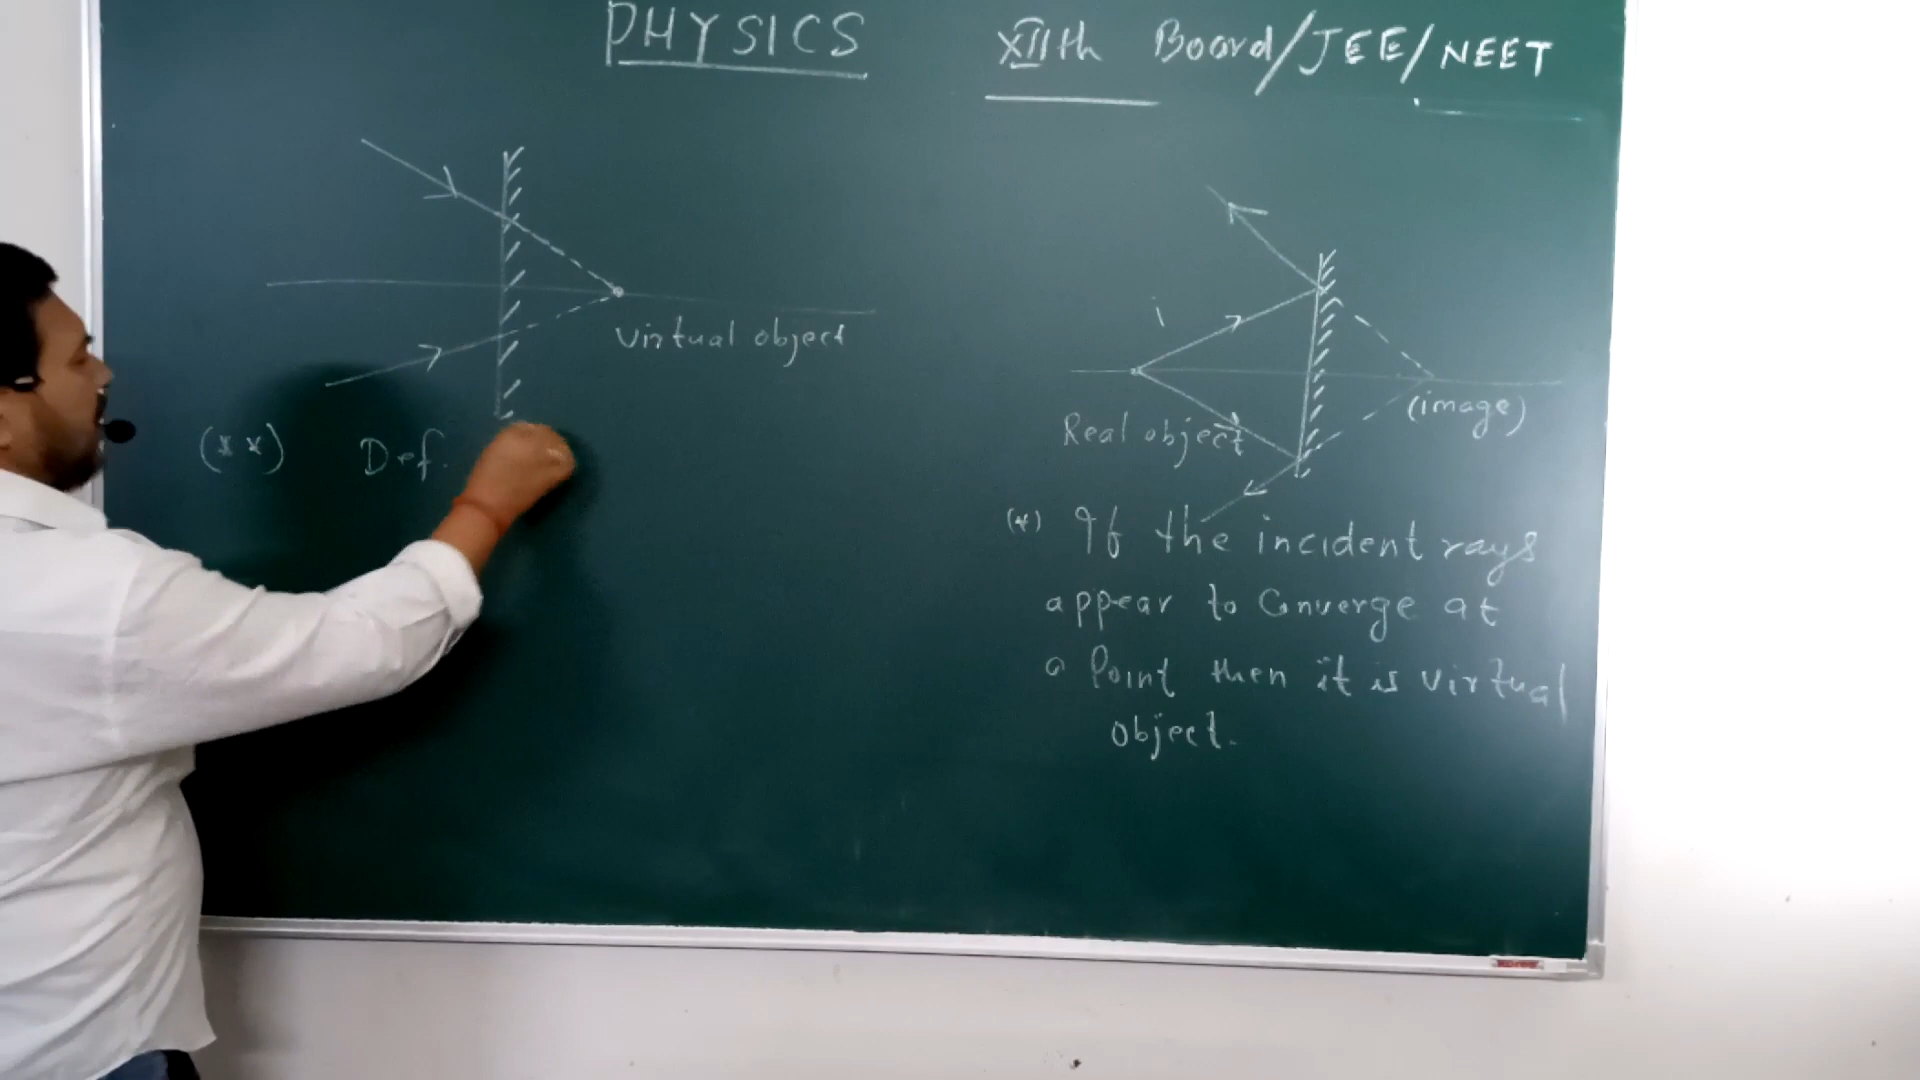 PHYSICS
XIIth Board/JEE/NEET
Virtual object
(**) Def.
i
Real object
(image)
(*) If the incident rays
appear to Converge at
a Point then it is virtual
object.